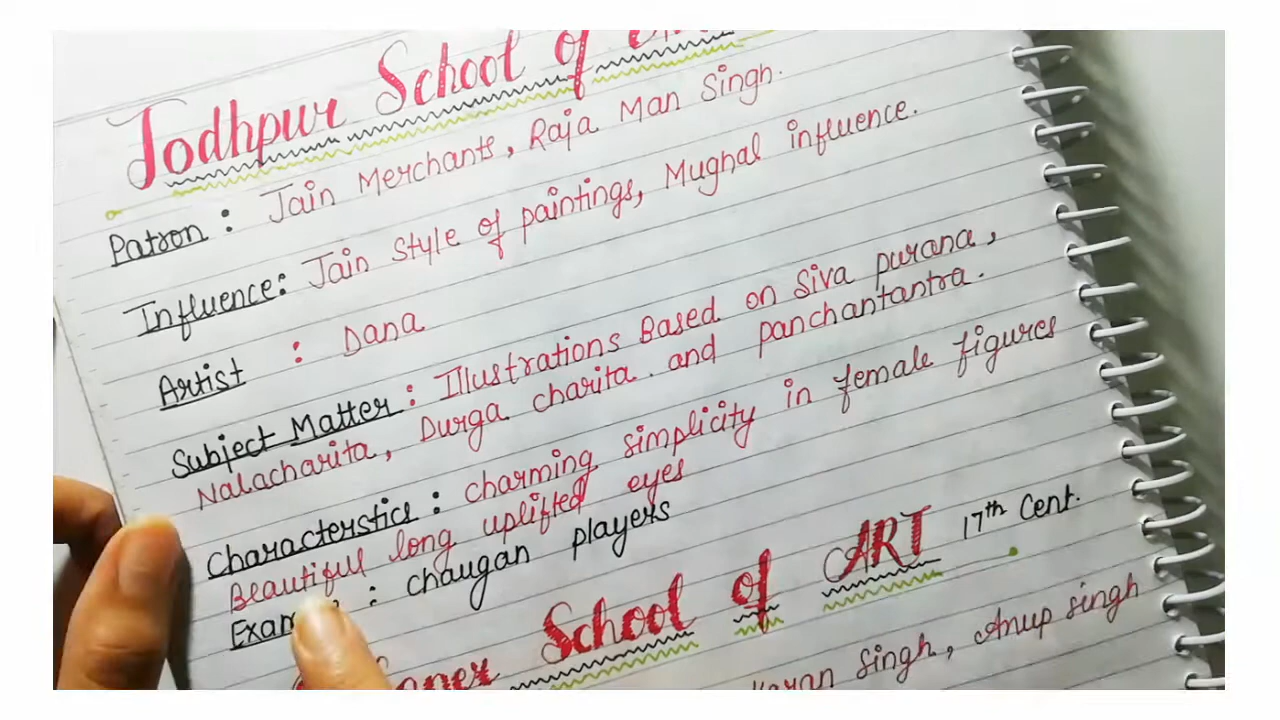 Jodhpur School of
Patron : Jain Merchants, Raja Man Singh.
Influence: Jain style of paintings, Mughal influence.
Artist : Dana
Subject Matter : Illustrations Based on Siva purana,
Nalacharita, Durga charita. and panchantantra.
Characterstics : charming simplicity in female figures
Beautiful long uplifted eyes
: chaugan players
School of ART 17th Cent.
Singh, Anup singh